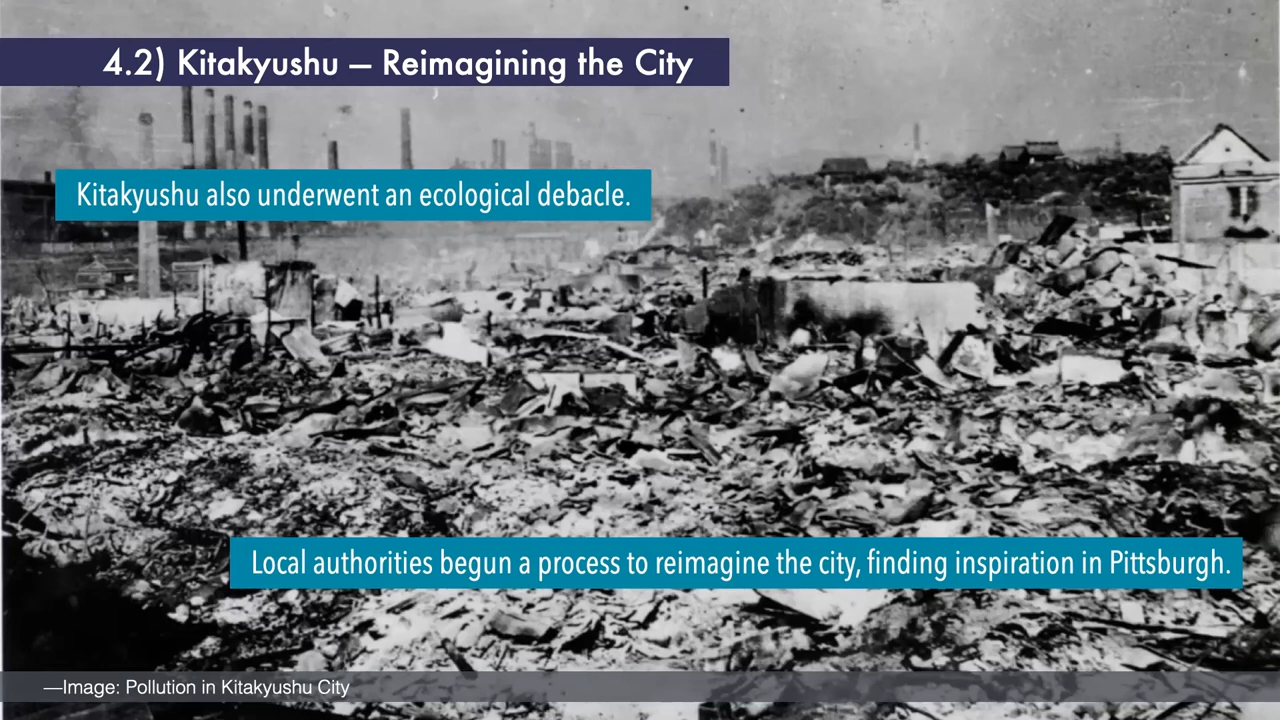 4.2) Kitakyushu — Reimagining the City
Kitakyushu also underwent an ecological debacle.
Local authorities begun a process to reimagine the city, finding inspiration in Pittsburgh.
—Image: Pollution in Kitakyushu City